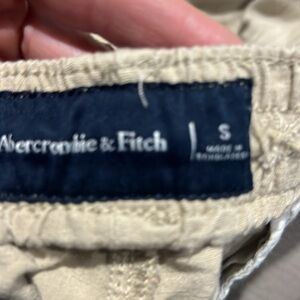 Abercrombie & Fitch
S
MADE IN
BANGLADESH